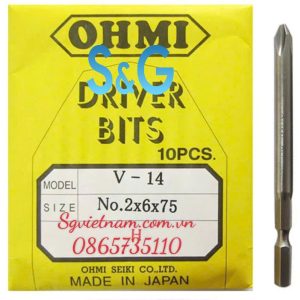 OHMI
S&G
DRIVER
BITS
10PCS.
MODEL V-14
SIZE No.2x6x75
Sgvietnam.com.vn
H
0865735110
OHMI SEIKI CO.,LTD.
MADE IN JAPAN